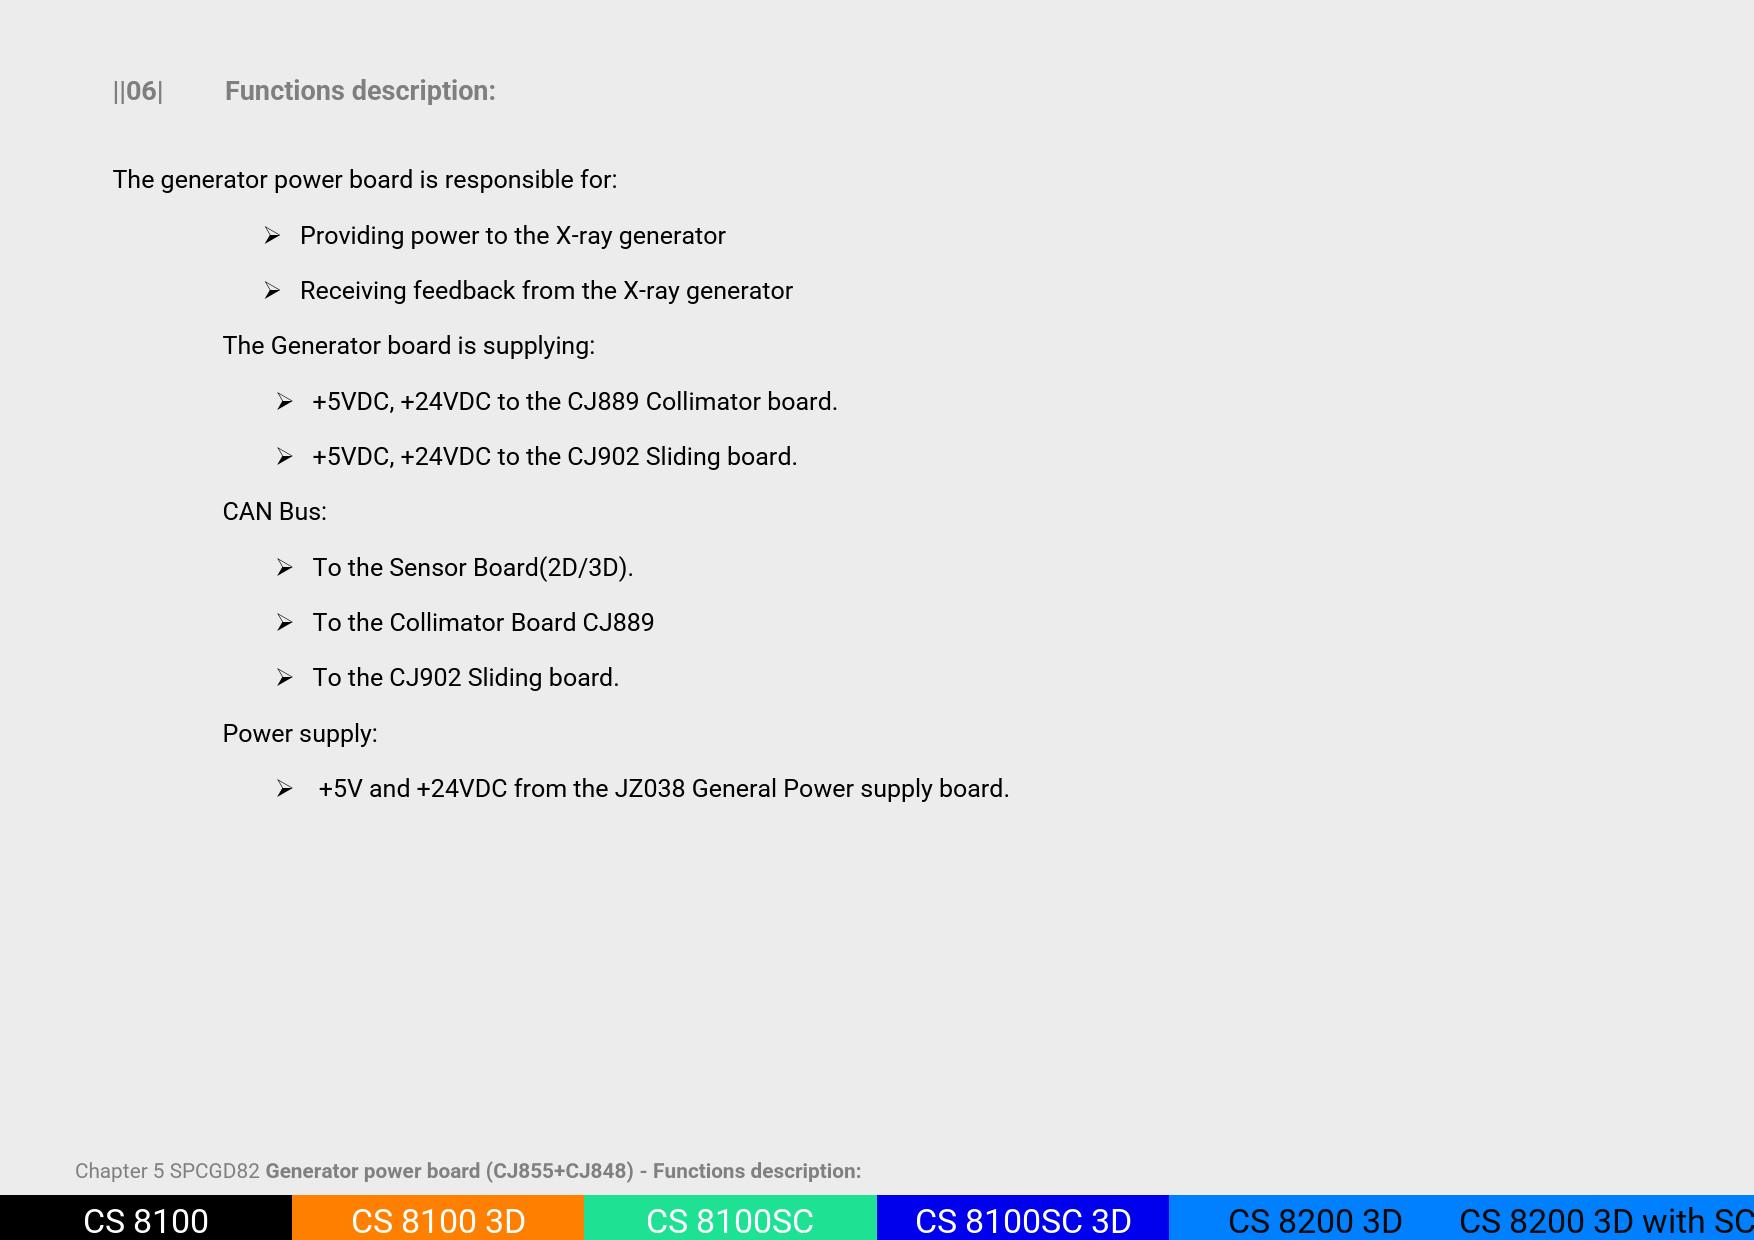 ||06| Functions description:
The generator power board is responsible for:
➢ Providing power to the X-ray generator
➢ Receiving feedback from the X-ray generator
The Generator board is supplying:
➢ +5VDC, +24VDC to the CJ889 Collimator board.
➢ +5VDC, +24VDC to the CJ902 Sliding board.
CAN Bus:
➢ To the Sensor Board(2D/3D).
➢ To the Collimator Board CJ889
➢ To the CJ902 Sliding board.
Power supply:
➢ +5V and +24VDC from the JZ038 General Power supply board.
Chapter 5 SPCGD82 Generator power board (CJ855+CJ848) - Functions description:
CS 8100 CS 8100 3D CS 8100SC CS 8100SC 3D CS 8200 3D CS 8200 3D with SC